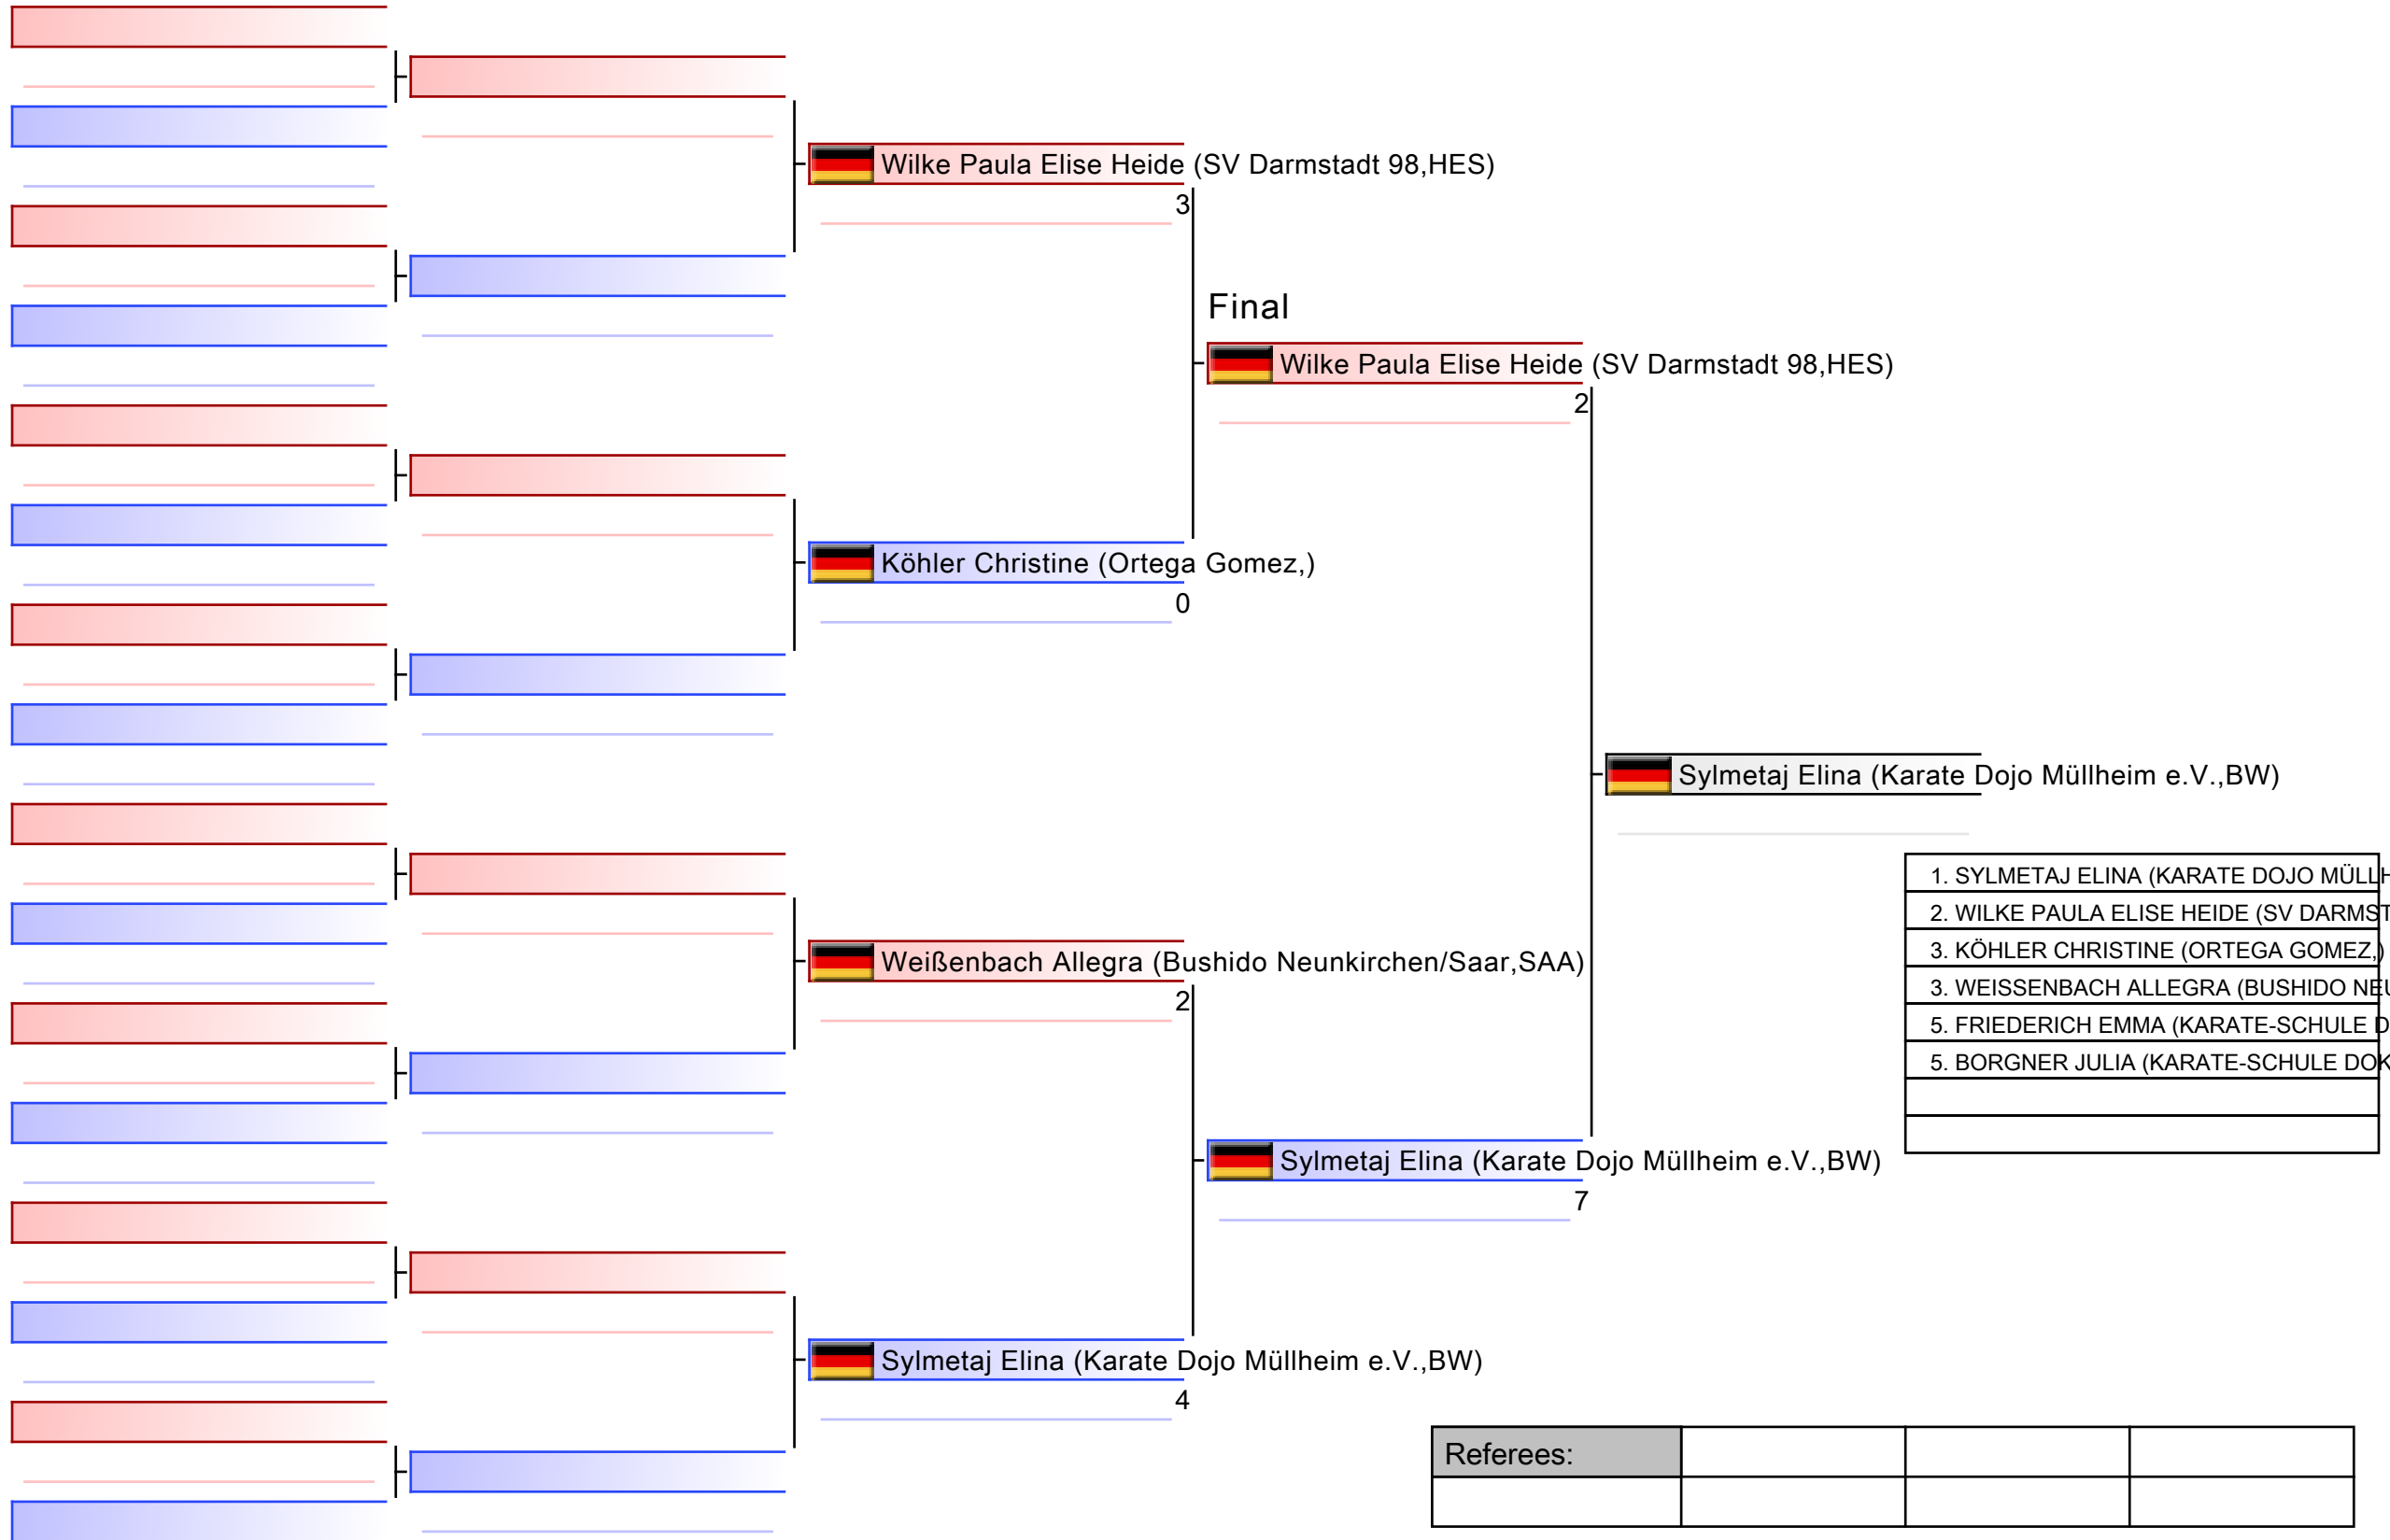 Wilke Paula Elise Heide (SV Darmstadt 98,HES)
3
Final
Wilke Paula Elise Heide (SV Darmstadt 98,HES)
2
Köhler Christine (Ortega Gomez,)
0
Sylmetaj Elina (Karate Dojo Müllheim e.V.,BW)
1. SYLMETAJ ELINA (KARATE DOJO MÜLLH
2. WILKE PAULA ELISE HEIDE (SV DARMST
3. KÖHLER CHRISTINE (ORTEGA GOMEZ,)
3. WEISSENBACH ALLEGRA (BUSHIDO NEU
5. FRIEDERICH EMMA (KARATE-SCHULE D
5. BORGNER JULIA (KARATE-SCHULE DOK
Weißenbach Allegra (Bushido Neunkirchen/Saar,SAA)
2
Sylmetaj Elina (Karate Dojo Müllheim e.V.,BW)
7
Sylmetaj Elina (Karate Dojo Müllheim e.V.,BW)
4
Referees: